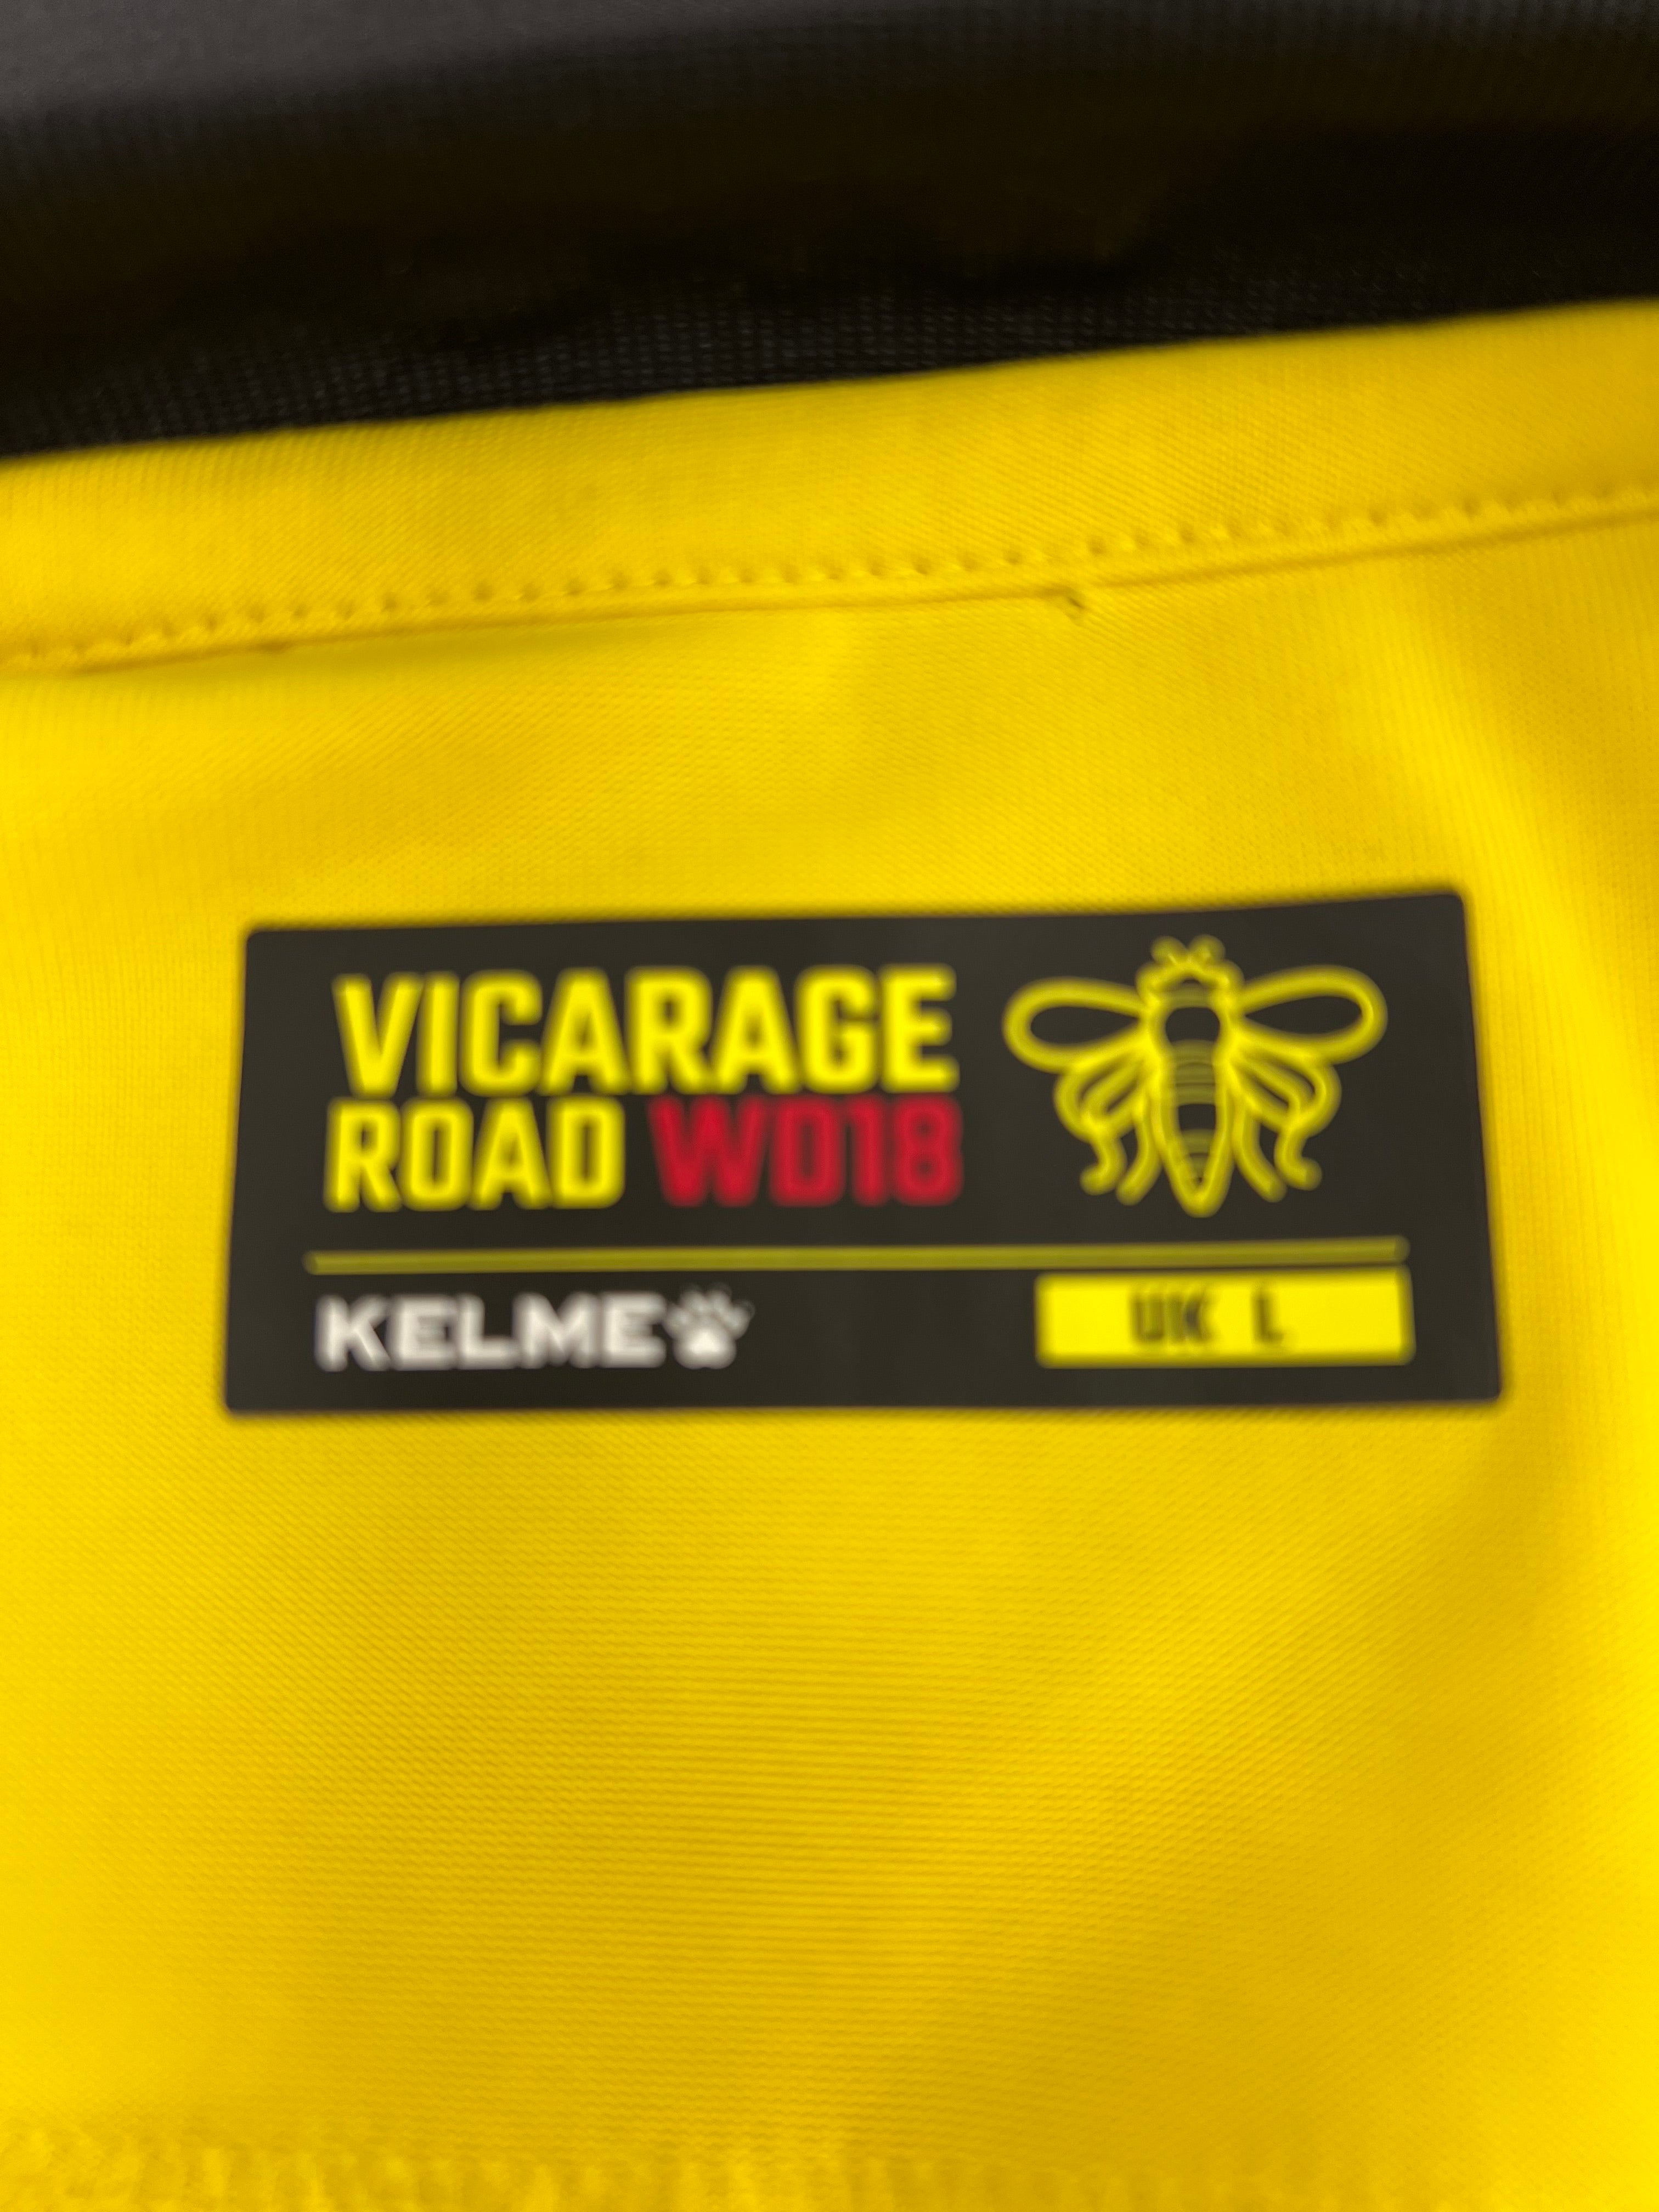 VICARAGE
ROAD WD18
KELME
UK L